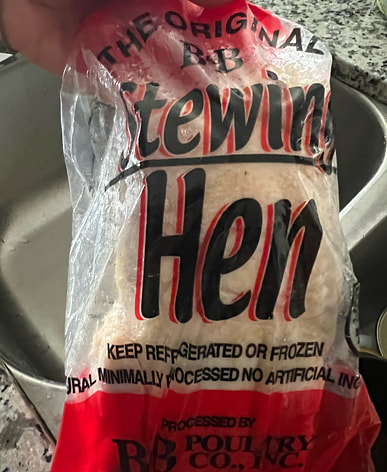 THE ORIGINAL
B&B
Stewing
Hen
KEEP REFRIGERATED OR FROZEN
MINIMALLY PROCESSED NO ARTIFICIAL
PROCESSED BY
B&B POULTRY
CO., INC.